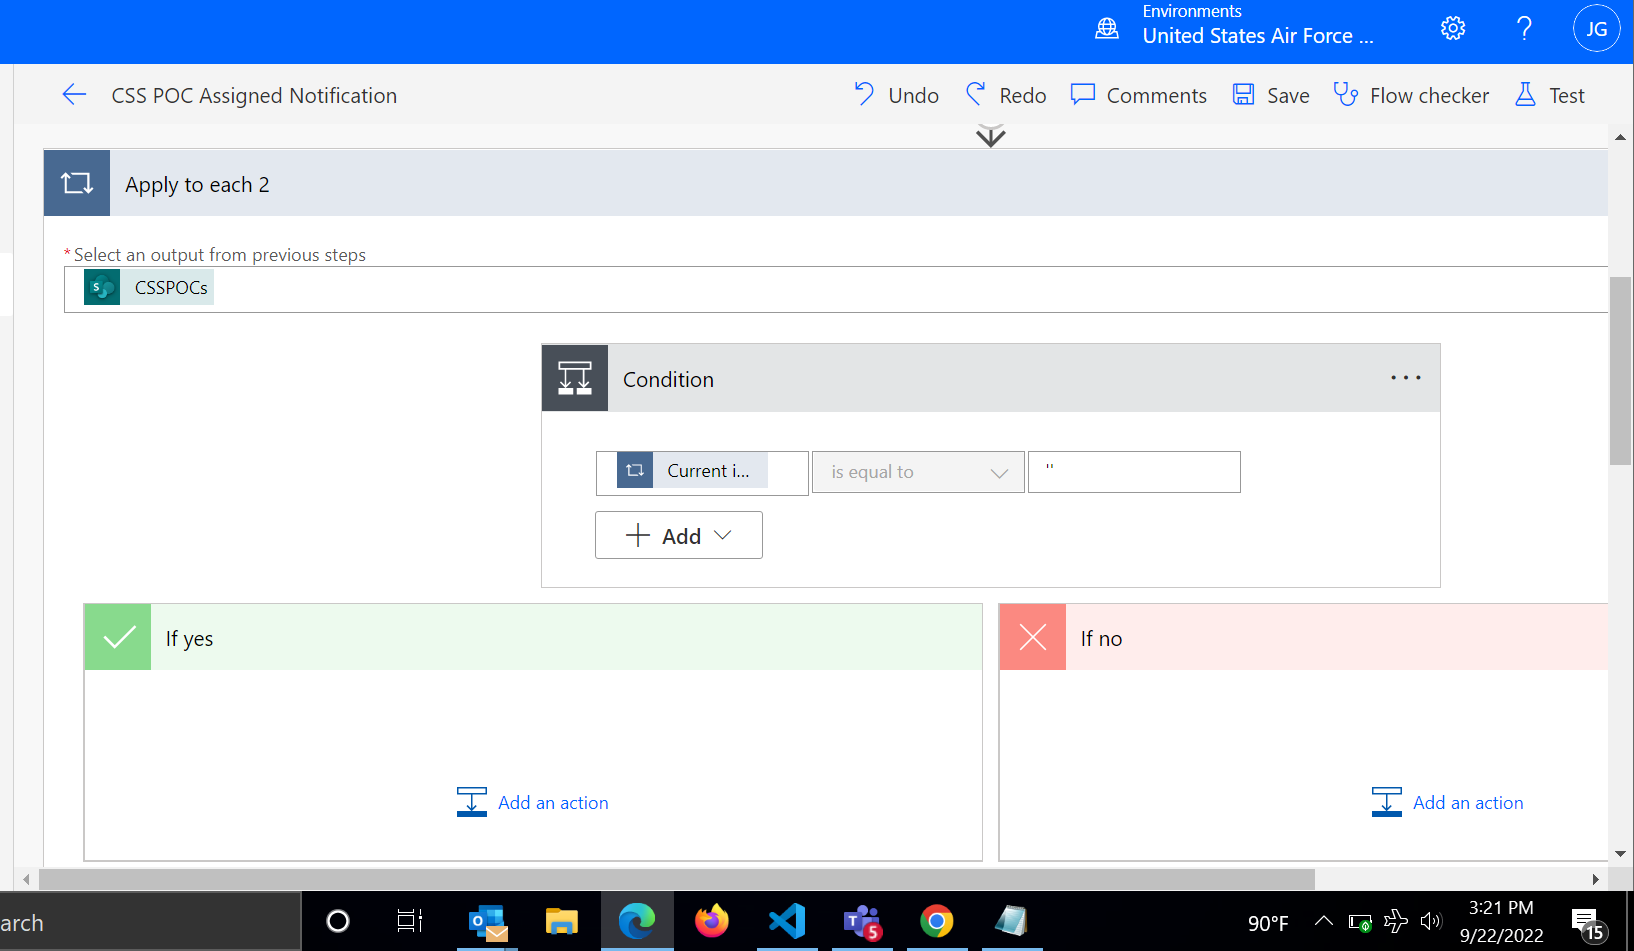 Environments
United States Air Force ...
JG
CSS POC Assigned Notification
Undo
Redo
Comments
Save
Flow checker
Test
Apply to each 2
* Select an output from previous steps
S
CSSPOCs
Condition
Current i...
is equal to
''
Add
If yes
If no
Add an action
Add an action
arch
5
90°F
3:21 PM
9/22/2022
15